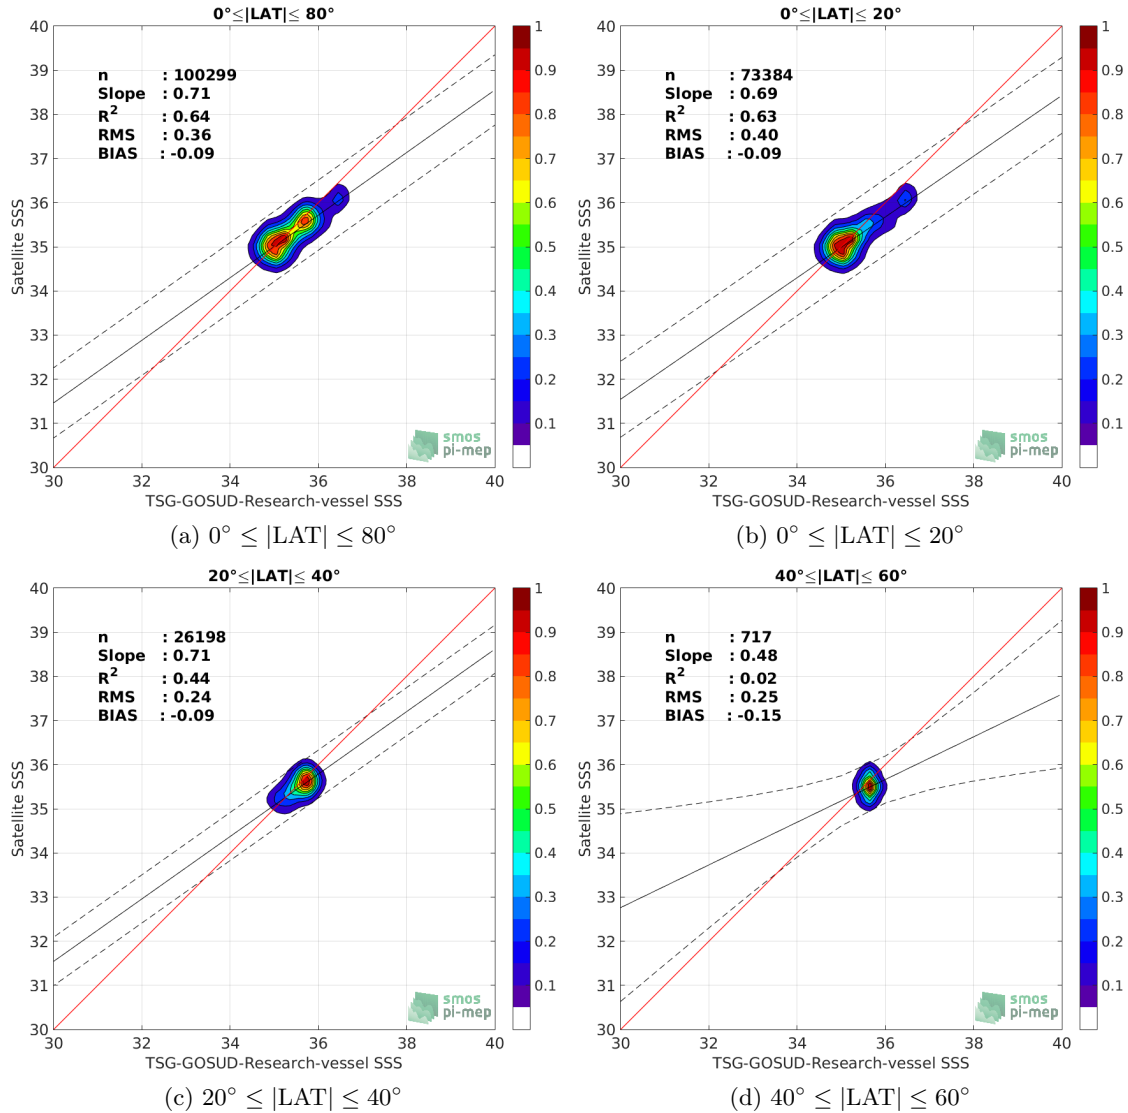 0°≤|LAT|≤ 80°
40
39
38
37
36
35
34
33
32
31
30
n : 100299
Slope : 0.71
R² : 0.64
RMS : 0.36
BIAS : -0.09
Satellite SSS
smos
pi-mep
30 32 34 36 38 40
TSG-GOSUD-Research-vessel SSS
1
0.9
0.8
0.7
0.6
0.5
0.4
0.3
0.2
0.1
(a) 0° ≤ |LAT| ≤ 80°
0°≤|LAT|≤ 20°
40
39
38
37
36
35
34
33
32
31
30
n : 73384
Slope : 0.69
R² : 0.63
RMS : 0.40
BIAS : -0.09
Satellite SSS
smos
pi-mep
30 32 34 36 38 40
TSG-GOSUD-Research-vessel SSS
1
0.9
0.8
0.7
0.6
0.5
0.4
0.3
0.2
0.1
(b) 0° ≤ |LAT| ≤ 20°
20°≤|LAT|≤ 40°
40
39
38
37
36
35
34
33
32
31
30
n : 26198
Slope : 0.71
R² : 0.44
RMS : 0.24
BIAS : -0.09
Satellite SSS
smos
pi-mep
30 32 34 36 38 40
TSG-GOSUD-Research-vessel SSS
1
0.9
0.8
0.7
0.6
0.5
0.4
0.3
0.2
0.1
(c) 20° ≤ |LAT| ≤ 40°
40°≤|LAT|≤ 60°
40
39
38
37
36
35
34
33
32
31
30
n : 717
Slope : 0.48
R² : 0.02
RMS : 0.25
BIAS : -0.15
Satellite SSS
smos
pi-mep
30 32 34 36 38 40
TSG-GOSUD-Research-vessel SSS
1
0.9
0.8
0.7
0.6
0.5
0.4
0.3
0.2
0.1
(d) 40° ≤ |LAT| ≤ 60°